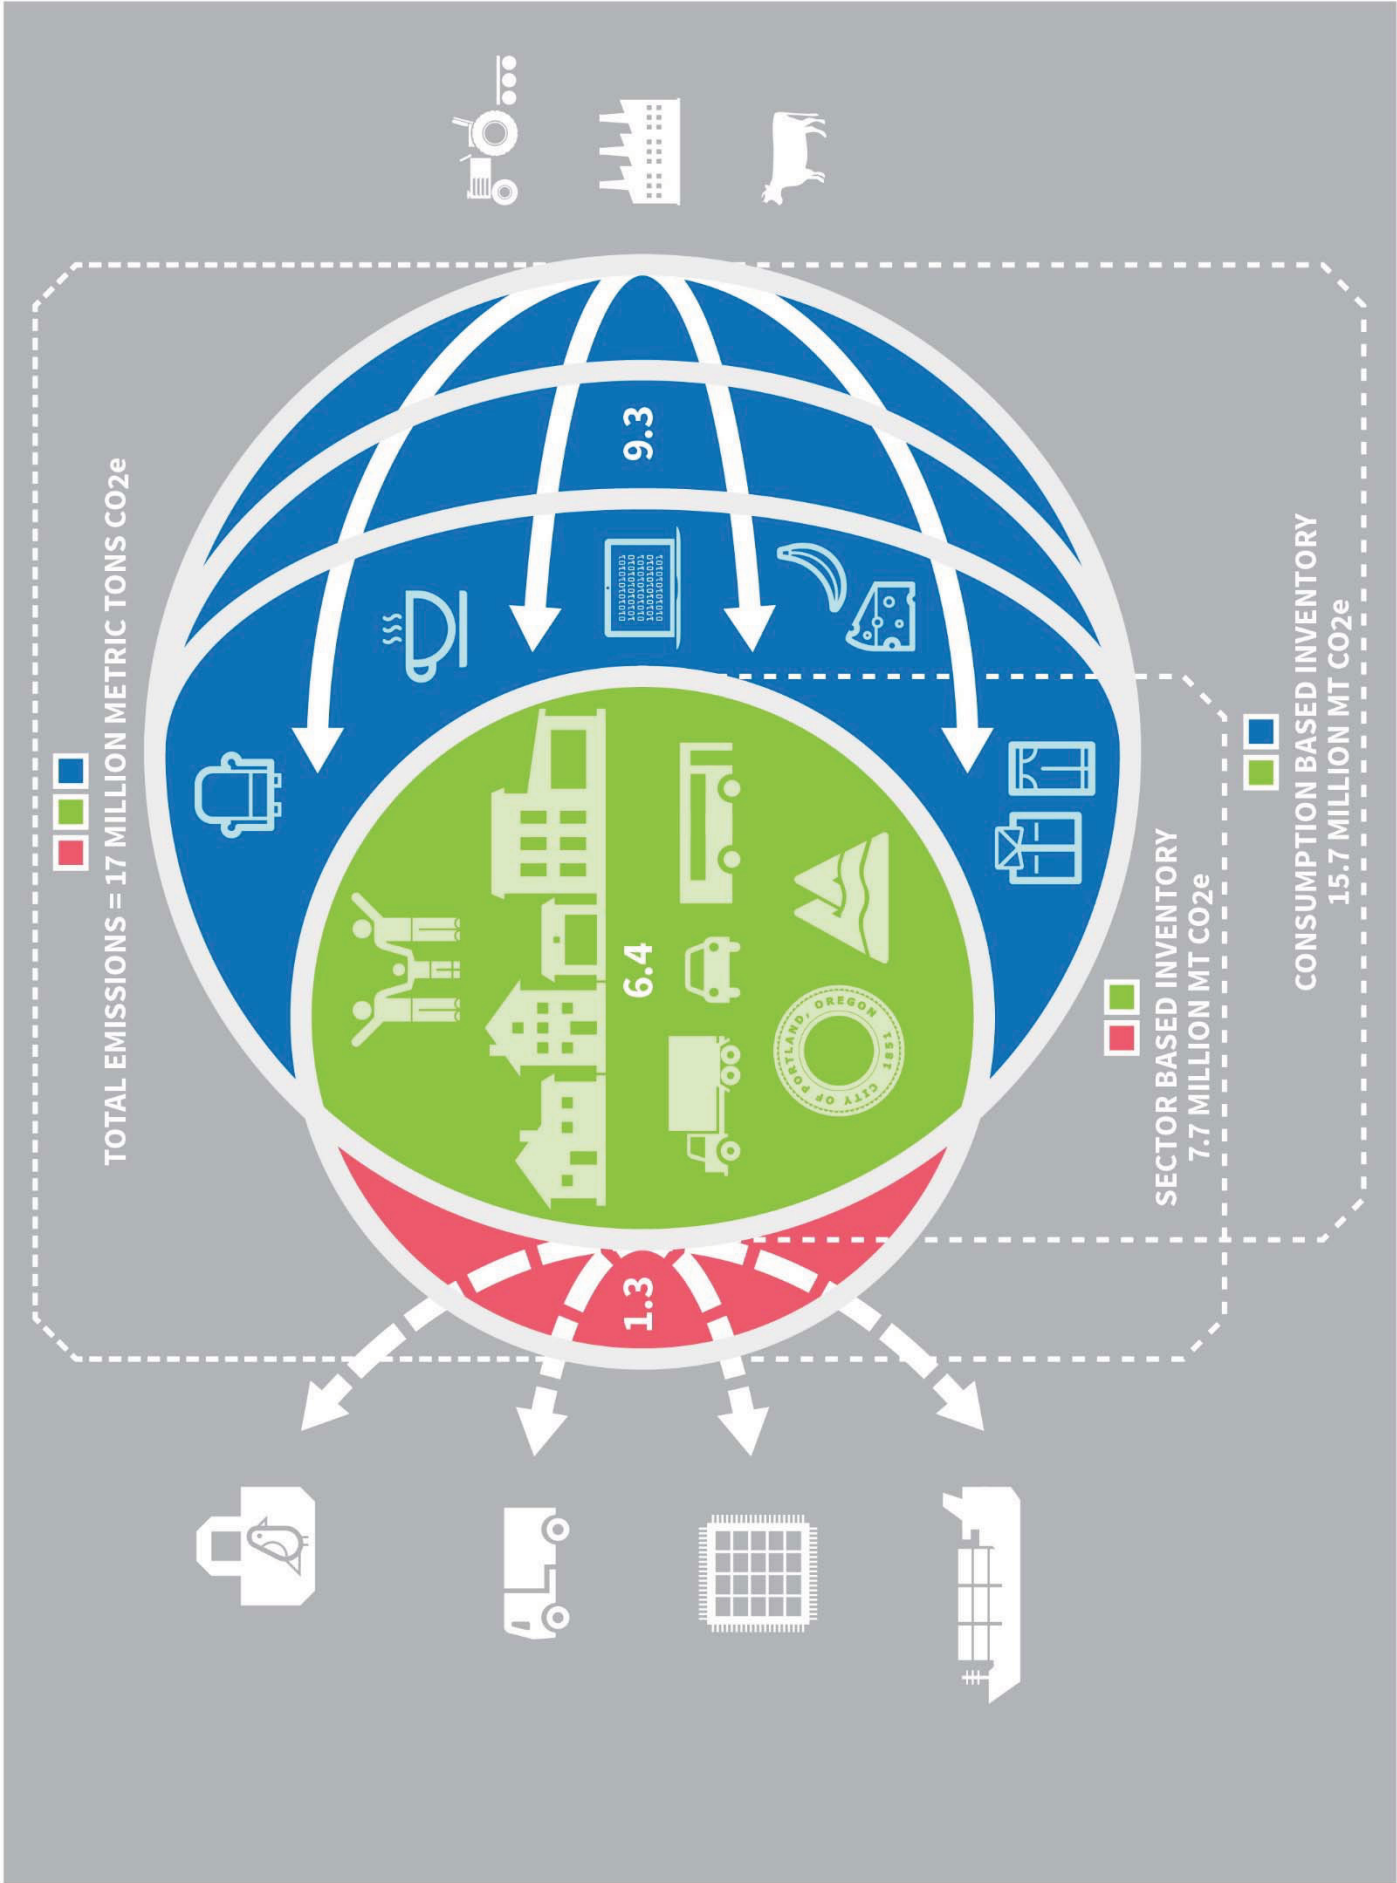 TOTAL EMISSIONS = 17 MILLION METRIC TONS CO2e
1.3
6.4
9.3
CITY OF PORTLAND, OREGON
1851
SECTOR BASED INVENTORY
7.7 MILLION MT CO2e
CONSUMPTION BASED INVENTORY
15.7 MILLION MT CO2e